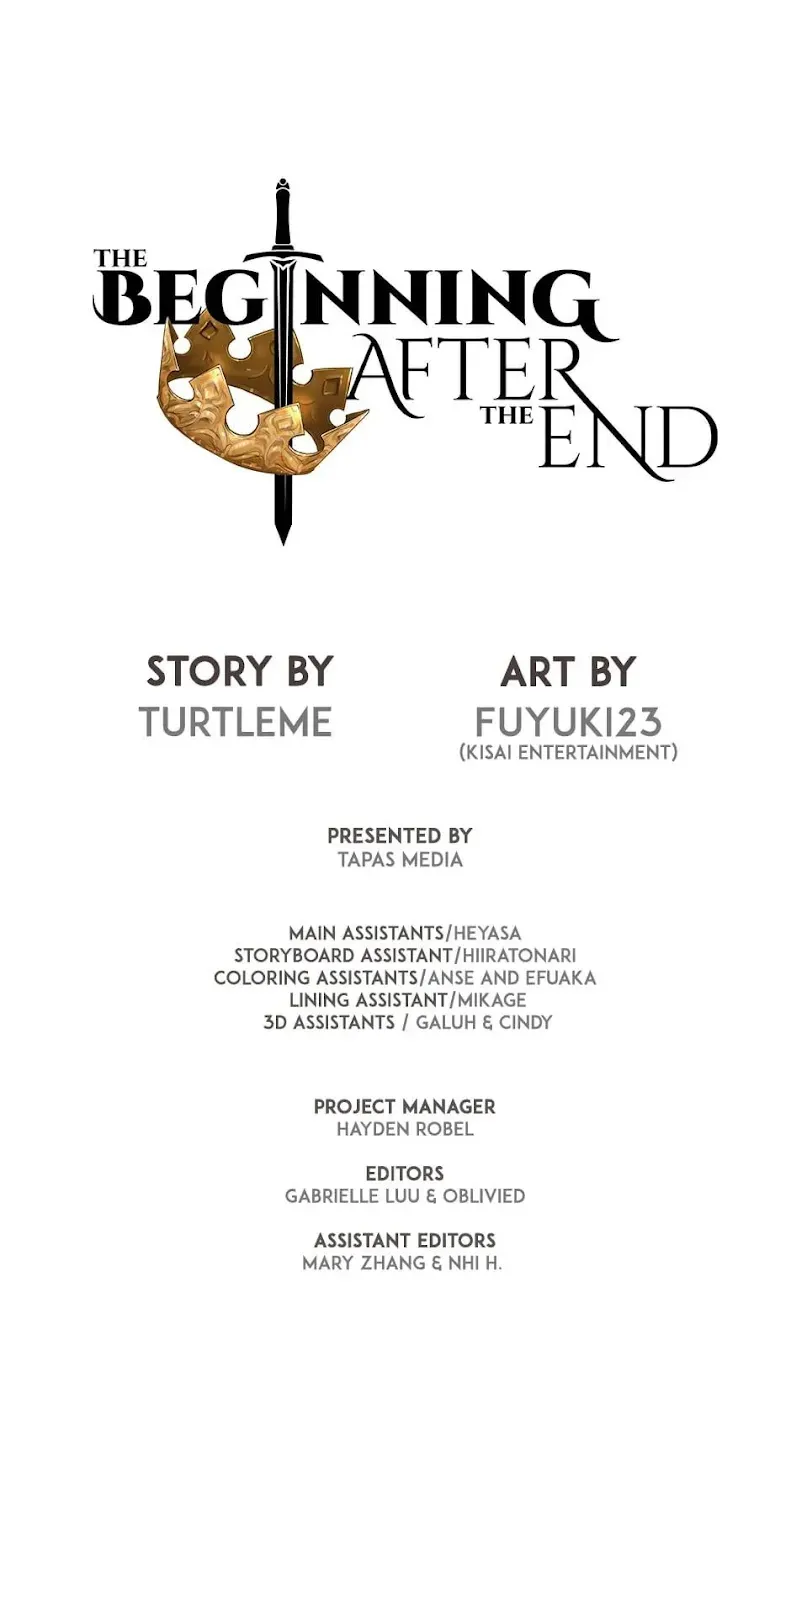 THE
BEGINNING
AFTER
THE END
STORY BY
TURTLEME
ART BY
FUYUKI23
(KISAI ENTERTAINMENT)
PRESENTED BY
TAPAS MEDIA
MAIN ASSISTANTS/HEYASA
STORYBOARD ASSISTANT/HIIRATONARI
COLORING ASSISTANTS/ANSE AND EFUAKA
LINING ASSISTANT/MIKAGE
3D ASSISTANTS / GALUH & CINDY
PROJECT MANAGER
HAYDEN ROBEL
EDITORS
GABRIELLE LUU & OBLIVIED
ASSISTANT EDITORS
MARY ZHANG & NHI H.